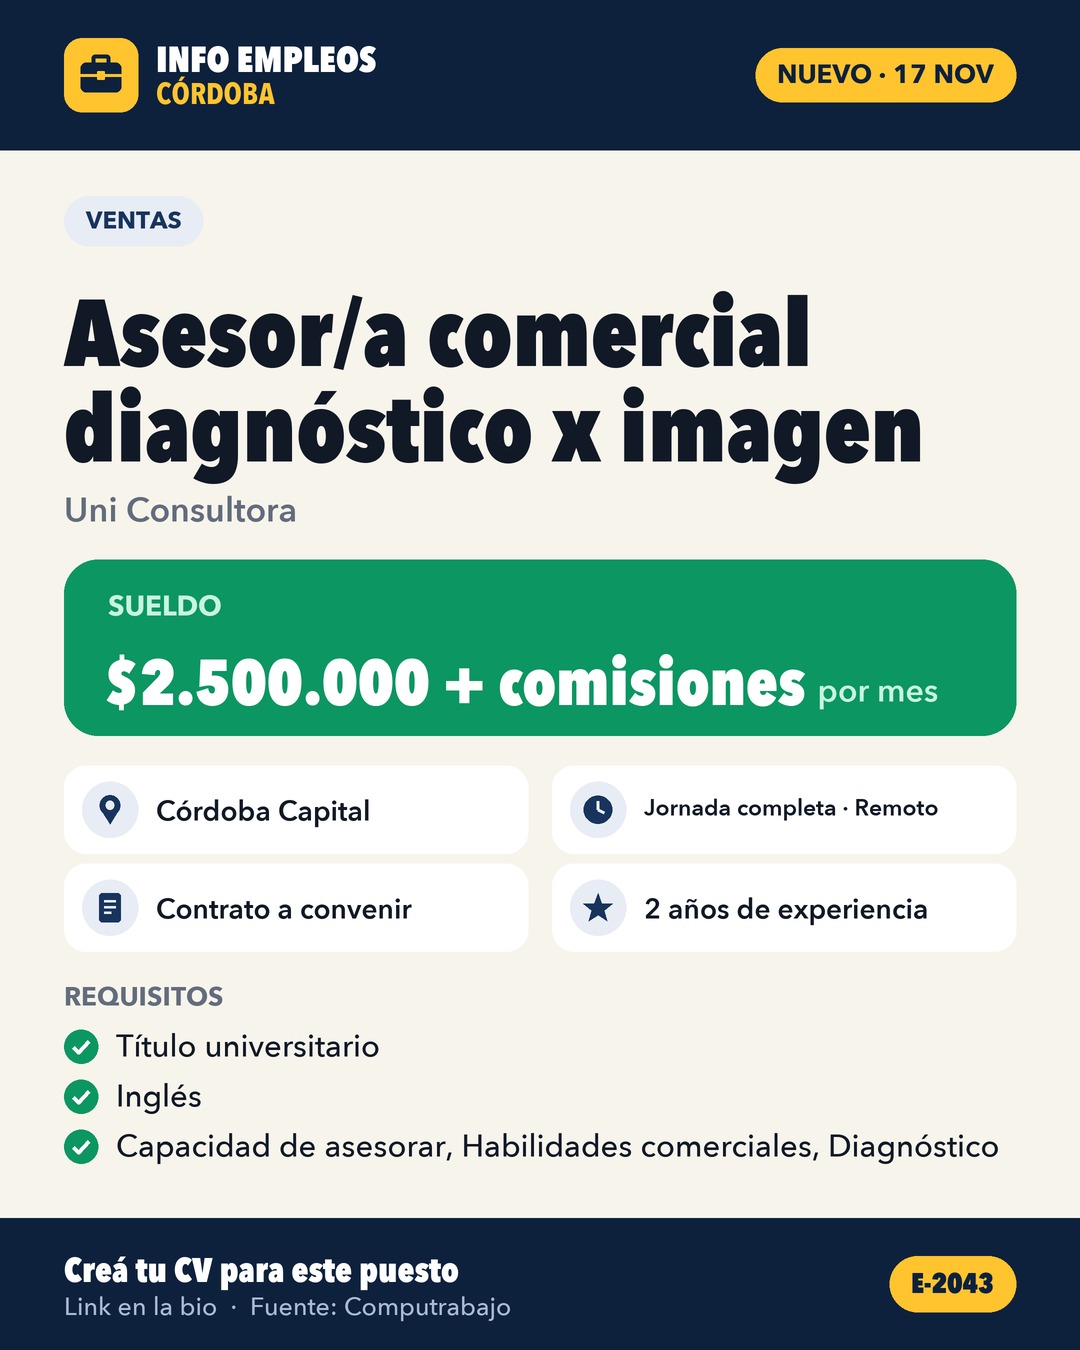 INFO EMPLEOS
CÓRDOBA
NUEVO · 17 NOV
VENTAS
Asesor/a comercial
diagnóstico x imagen
Uni Consultora
SUELDO
$2.500.000 + comisiones por mes
Córdoba Capital
Jornada completa · Remoto
Contrato a convenir
2 años de experiencia
REQUISITOS
Título universitario
Inglés
Capacidad de asesorar, Habilidades comerciales, Diagnóstico
Creá tu CV para este puesto
Link en la bio · Fuente: Computrabajo
E-2043